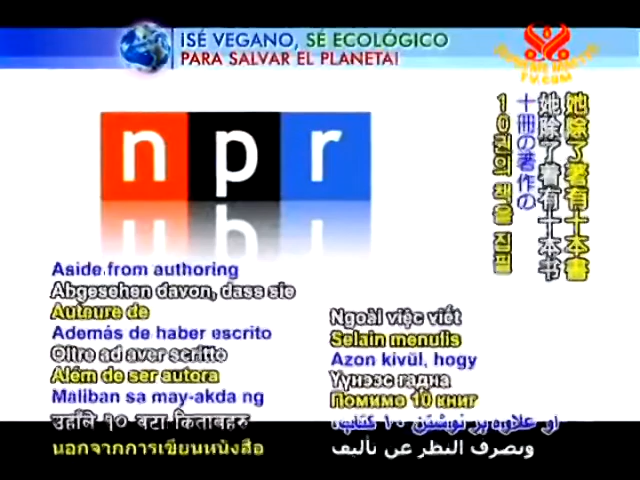 ¡SÉ VEGANO, SÉ ECOLÓGICO
PARA SALVAR EL PLANETA!
SUPREME MASTER
TV.COM
npr
她除了著有十本書
她除了着有十本书
十冊の著作の
10권의 책을 집필
Aside from authoring
Abgesehen davon, dass sie
Auteure de
Además de haber escrito
Oltre ad aver scritto
Além de ser autora
Maliban sa may-akda ng
उहाँले १० वटा किताबहरु
นอกจากการเขียนหนังสือ
Ngoài việc viết
Selain menulis
Azon kívül, hogy
Үүнээс гадна
Помимо 10 книг
او علاوه بر نوشتن ۱۰ کتاب،
وبصرف النظر عن تأليف